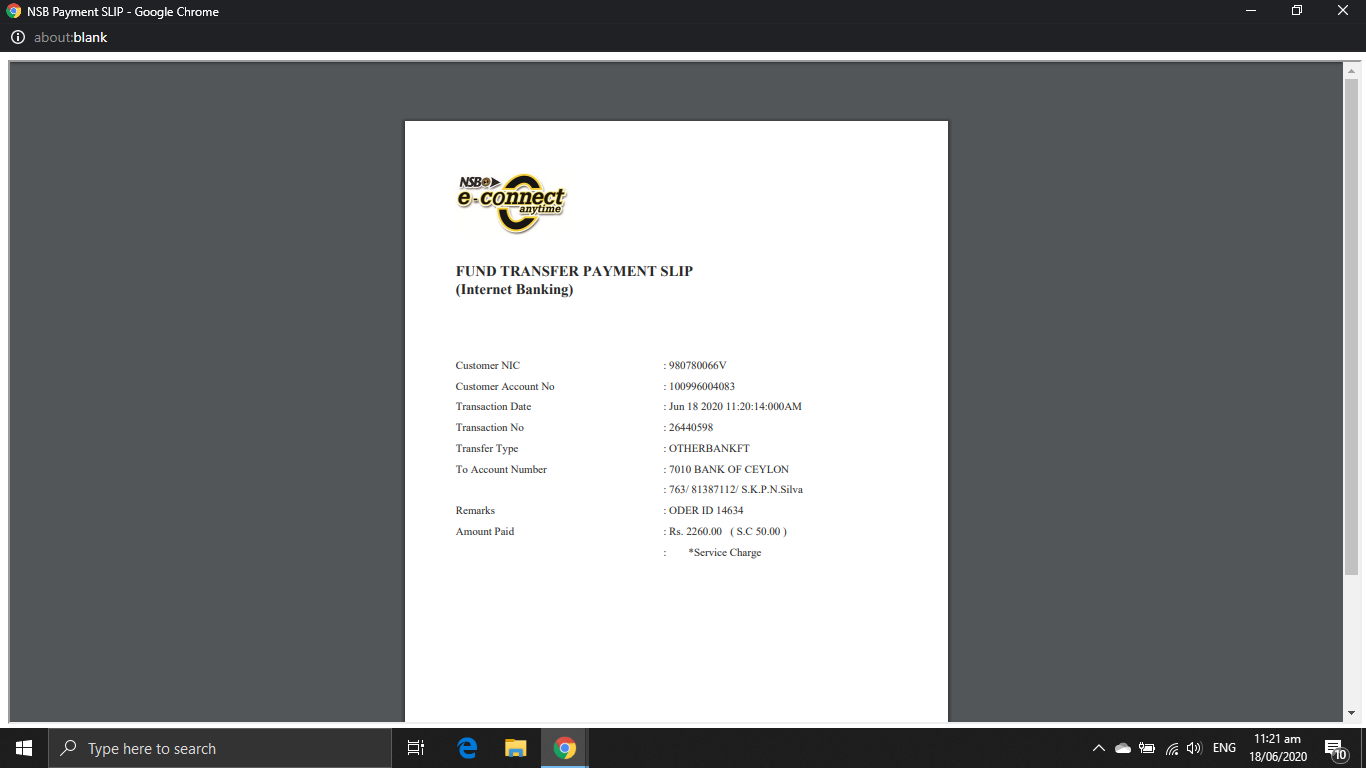 NSB Payment SLIP - Google Chrome
about:blank
NSB
e-connect
anytime
FUND TRANSFER PAYMENT SLIP
(Internet Banking)
Customer NIC : 980780066V
Customer Account No : 100996004083
Transaction Date : Jun 18 2020 11:20:14:000AM
Transaction No : 26440598
Transfer Type : OTHERBANKFT
To Account Number : 7010 BANK OF CEYLON
: 763/ 81387112/ S.K.P.N.Silva
Remarks : ODER ID 14634
Amount Paid : Rs. 2260.00 ( S.C 50.00 )
: *Service Charge
Type here to search
ENG
11:21 am
18/06/2020
10